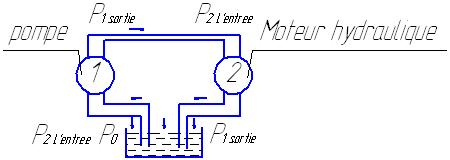 P1 sortie
P2 l'entree
pompe
Moteur hydraulique
1
2
P2 l'entree
P0
P1 sortie